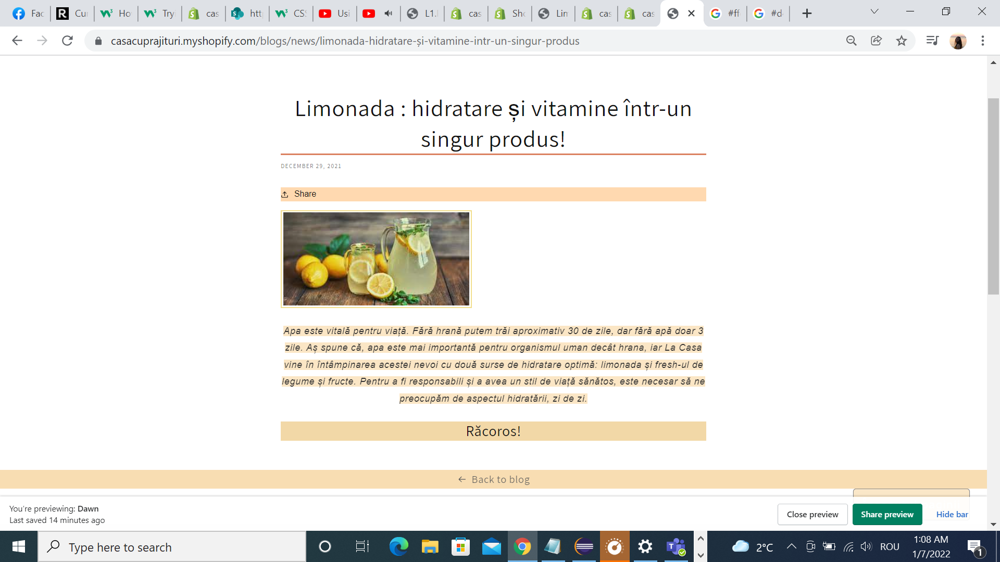 Fac
Cur
Ho
Try
cas
http
CSS
Usi
L1.
cas
Sho
Lim
cas
cas
#ff
#d
casacuprajituri.myshopify.com/blogs/news/limonada-hidratare-și-vitamine-intr-un-singur-produs
Limonada : hidratare și vitamine într-un
singur produs!
DECEMBER 29, 2021
Share
Apa este vitală pentru viață. Fără hrană putem trăi aproximativ 30 de zile, dar fără apă doar 3
zile. Aș spune că, apa este mai importantă pentru organismul uman decât hrana, iar La Casa
vine în întâmpinarea acestei nevoi cu două surse de hidratare optimă: limonada și fresh-ul de
legume și fructe. Pentru a fi responsabili și a avea un stil de viață sănătos, este necesar să ne
preocupăm de aspectul hidratării, zi de zi.
Răcoros!
← Back to blog
You're previewing: Dawn
Last saved 14 minutes ago
Close preview
Share preview
Hide bar
Type here to search
2°C
ROU
1:08 AM
1/7/2022
1